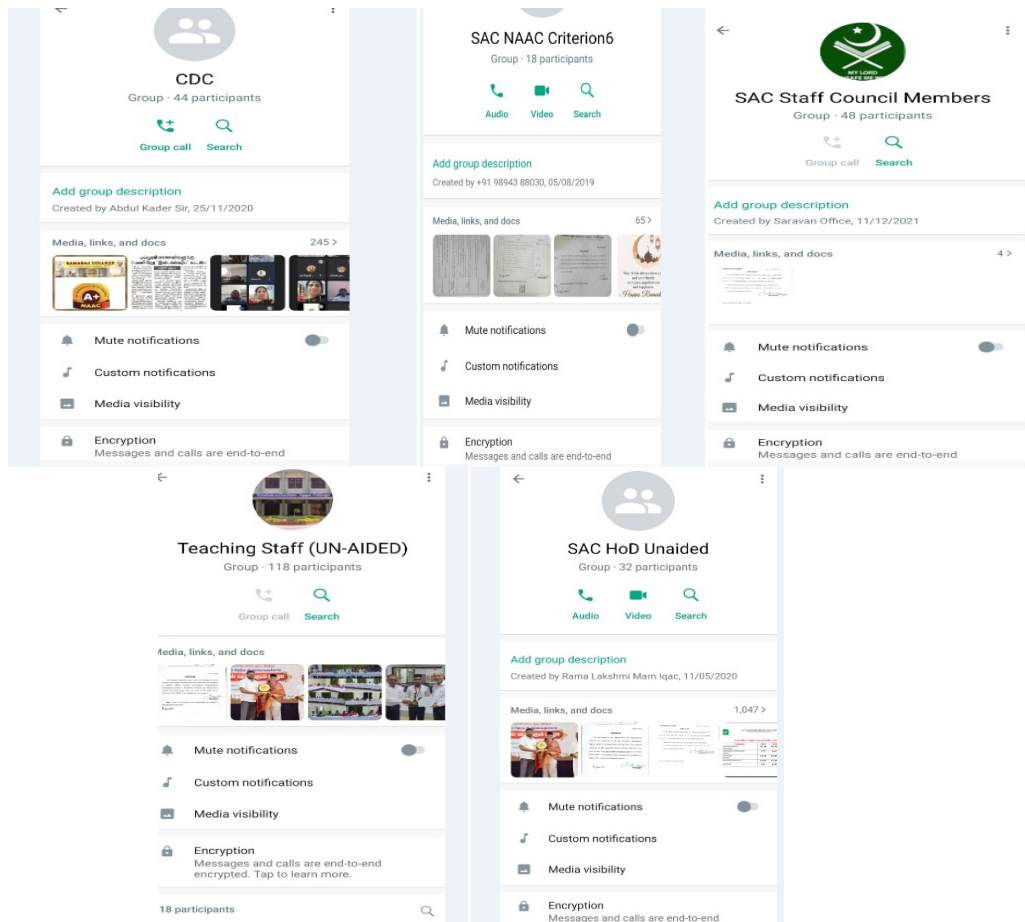 CDC
Group · 44 participants
Group call Search
Add group description
Created by Abdul Kader Sir, 25/11/2020
Media, links, and docs 245 >
KAMARAJ COLLEGE
A+
NAAC
Mute notifications
Custom notifications
Media visibility
Encryption
Messages and calls are end-to-end
SAC NAAC Criterion6
Group · 18 participants
Audio Video Search
Add group description
Created by +91 98943 88030, 05/08/2019
Media, links, and docs 65 >
Mute notifications
Custom notifications
Media visibility
Encryption
Messages and calls are end-to-end
MY LORD
SAC Staff Council Members
Group · 48 participants
Group call Search
Add group description
Created by Saravan Office, 11/12/2021
Media, links, and docs 4 >
Mute notifications
Custom notifications
Media visibility
Encryption
Messages and calls are end-to-end
Teaching Staff (UN-AIDED)
Group · 118 participants
Group call Search
Media, links, and docs
Mute notifications
Custom notifications
Media visibility
Encryption
Messages and calls are end-to-end
encrypted. Tap to learn more.
18 participants
SAC HoD Unaided
Group · 32 participants
Audio Video Search
Add group description
Created by Rama Lakshmi Mam Iqac, 11/05/2020
Media, links, and docs 1,047 >
Mute notifications
Custom notifications
Media visibility
Encryption
Messages and calls are end-to-end